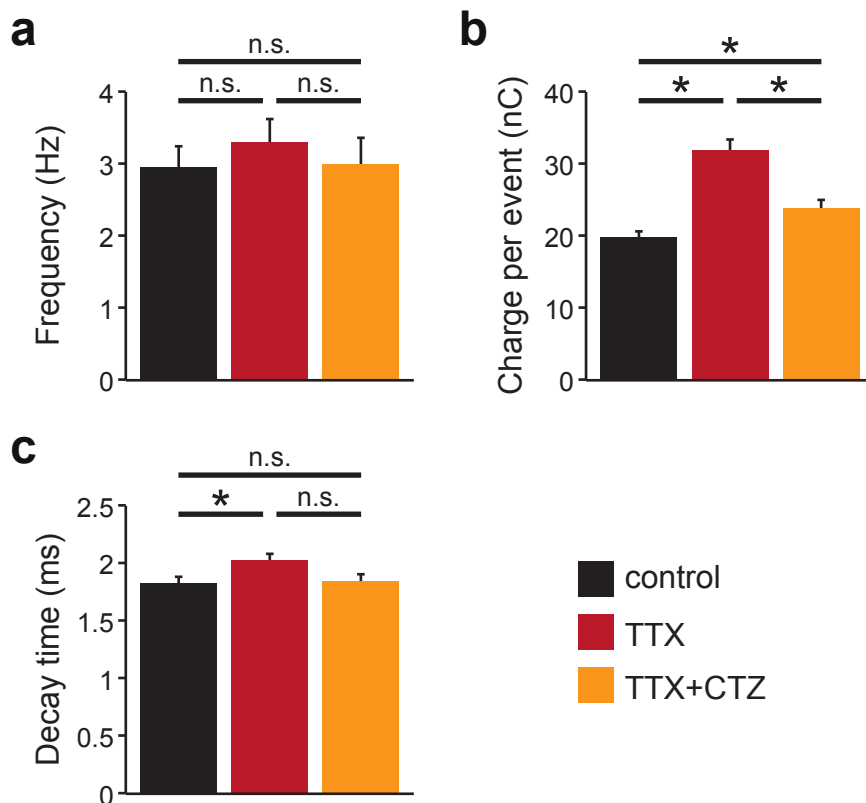 a
n.s.
n.s. n.s.
4
3
2
1
0
Frequency (Hz)
b
*
* *
40
30
20
10
0
Charge per event (nC)
c
n.s.
* n.s.
2.5
2
1.5
1
0.5
0
Decay time (ms)
control
TTX
TTX+CTZ